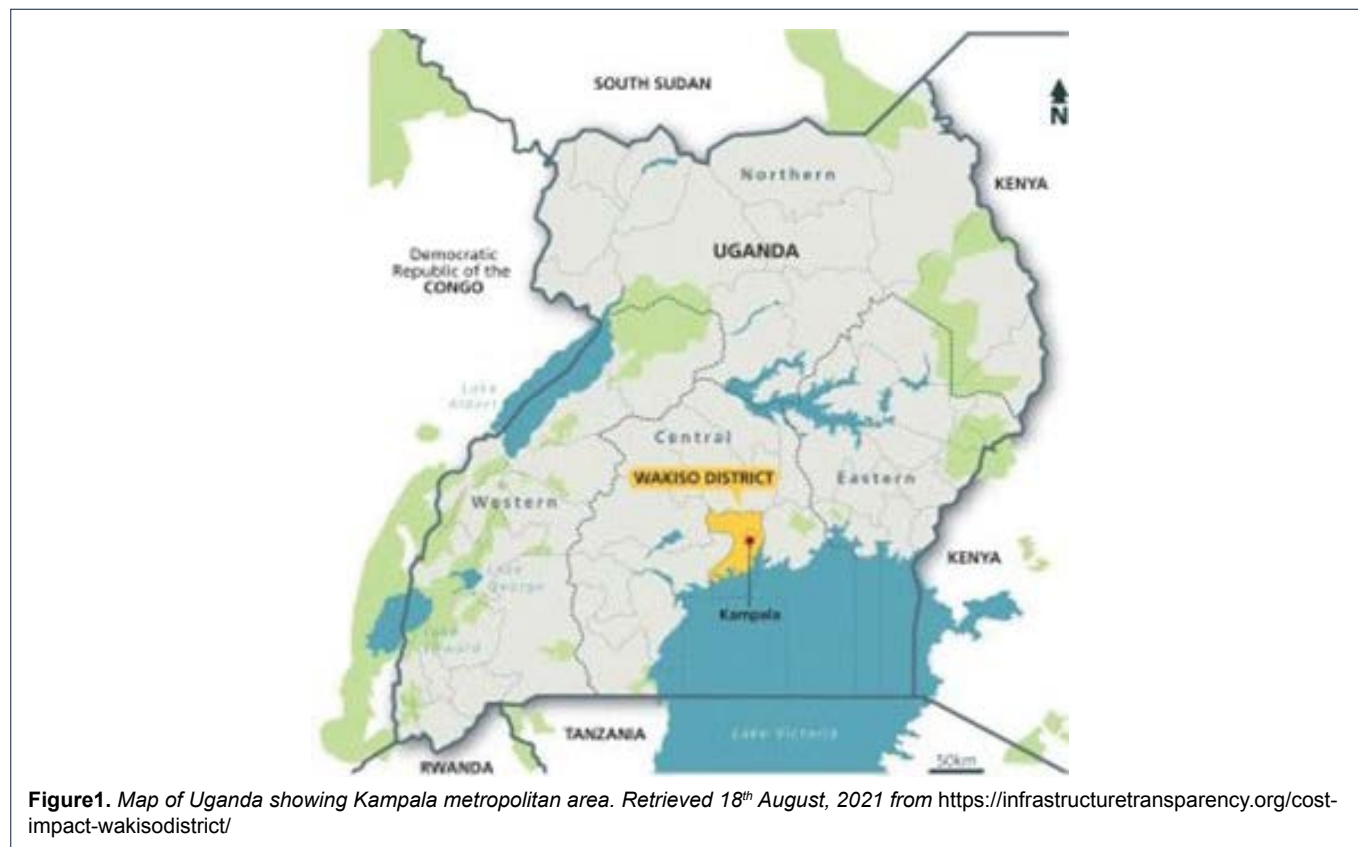 SOUTH SUDAN
N
Northern
KENYA
UGANDA
Democratic
Republic of the
CONGO
Lake
Albert
Central
WAKISO DISTRICT
Eastern
Western
KENYA
Lake
George
Kampala
Lake
Edward
TANZANIA
Lake Victoria
50km
RWANDA
Figure1. Map of Uganda showing Kampala metropolitan area. Retrieved 18th August, 2021 from https://infrastructuretransparency.org/cost-
impact-wakisodistrict/